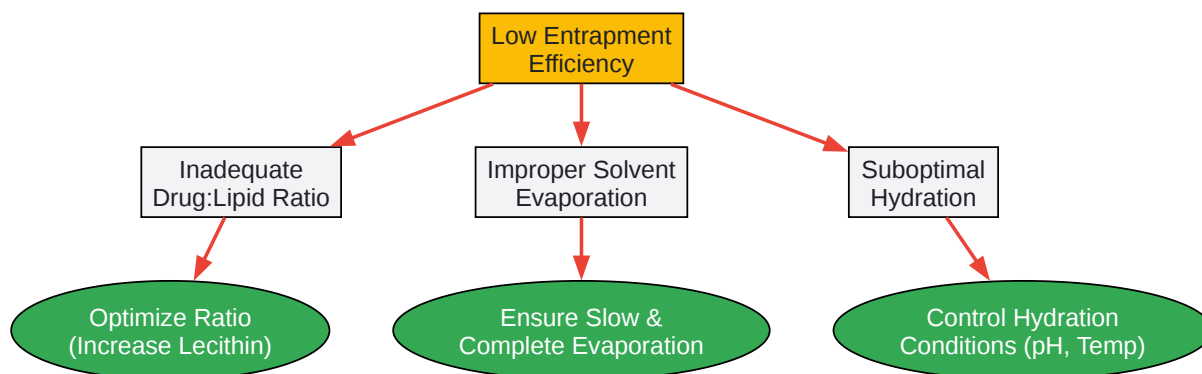 Low Entrapment
Efficiency
Inadequate
Drug:Lipid Ratio
Improper Solvent
Evaporation
Suboptimal
Hydration
Optimize Ratio
(Increase Lecithin)
Ensure Slow &
Complete Evaporation
Control Hydration
Conditions (pH, Temp)